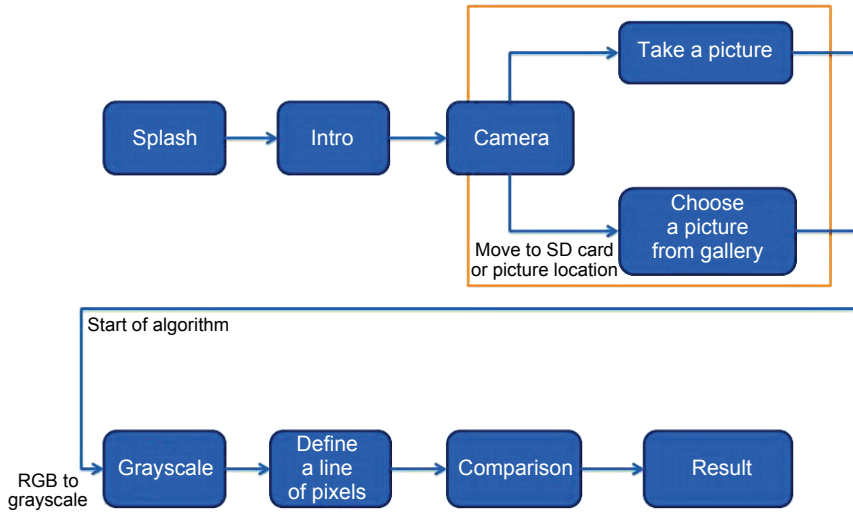 Take a picture
Splash
Intro
Camera
Choose
a picture
from gallery
Move to SD card
or picture location
Start of algorithm
RGB to
grayscale
Grayscale
Define
a line
of pixels
Comparison
Result